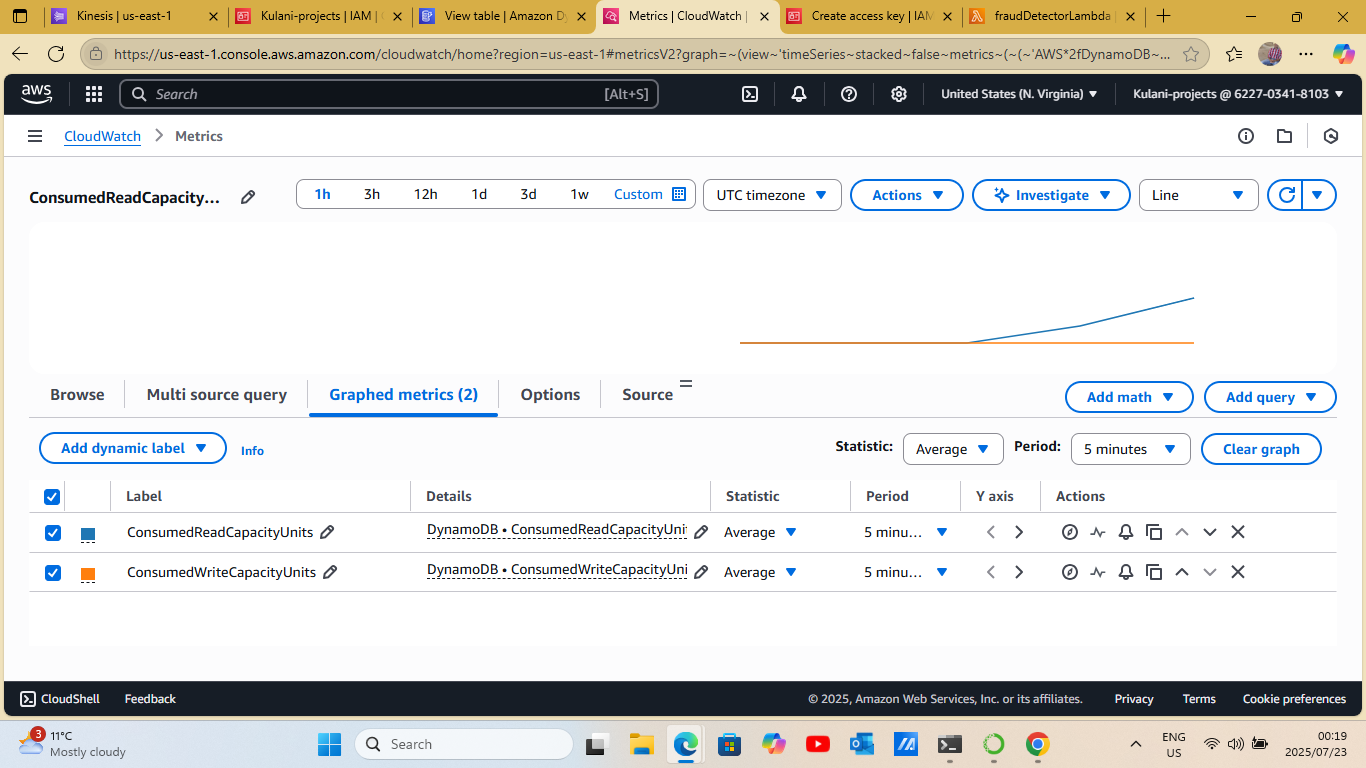 Kinesis | us-east-1
Kulani-projects | IAM |
View table | Amazon D
Metrics | CloudWatch |
Create access key | IAM
fraudDetectorLambda |
https://us-east-1.console.aws.amazon.com/cloudwatch/home?region=us-east-1#metricsV2?graph=~(view~'timeSeries~stacked~false~metrics~(~(~'AWS*2fDynamoDB~...
aws
Search
[Alt+S]
United States (N. Virginia)
Kulani-projects @ 6227-0341-8103
CloudWatch
Metrics
ConsumedReadCapacity...
1h 3h 12h 1d 3d 1w Custom
UTC timezone
Actions
Investigate
Line
Browse
Multi source query
Graphed metrics (2)
Options
Source
Add math
Add query
Add dynamic label
Info
Statistic:
Average
Period:
5 minutes
Clear graph
Label Details Statistic Period Y axis Actions
ConsumedReadCapacityUnits DynamoDB • ConsumedReadCapacityUni Average 5 minu...
ConsumedWriteCapacityUnits DynamoDB • ConsumedWriteCapacityUni Average 5 minu...
CloudShell
Feedback
© 2025, Amazon Web Services, Inc. or its affiliates.
Privacy
Terms
Cookie preferences
3
11°C
Mostly cloudy
Search
ENG
US
00:19
2025/07/23